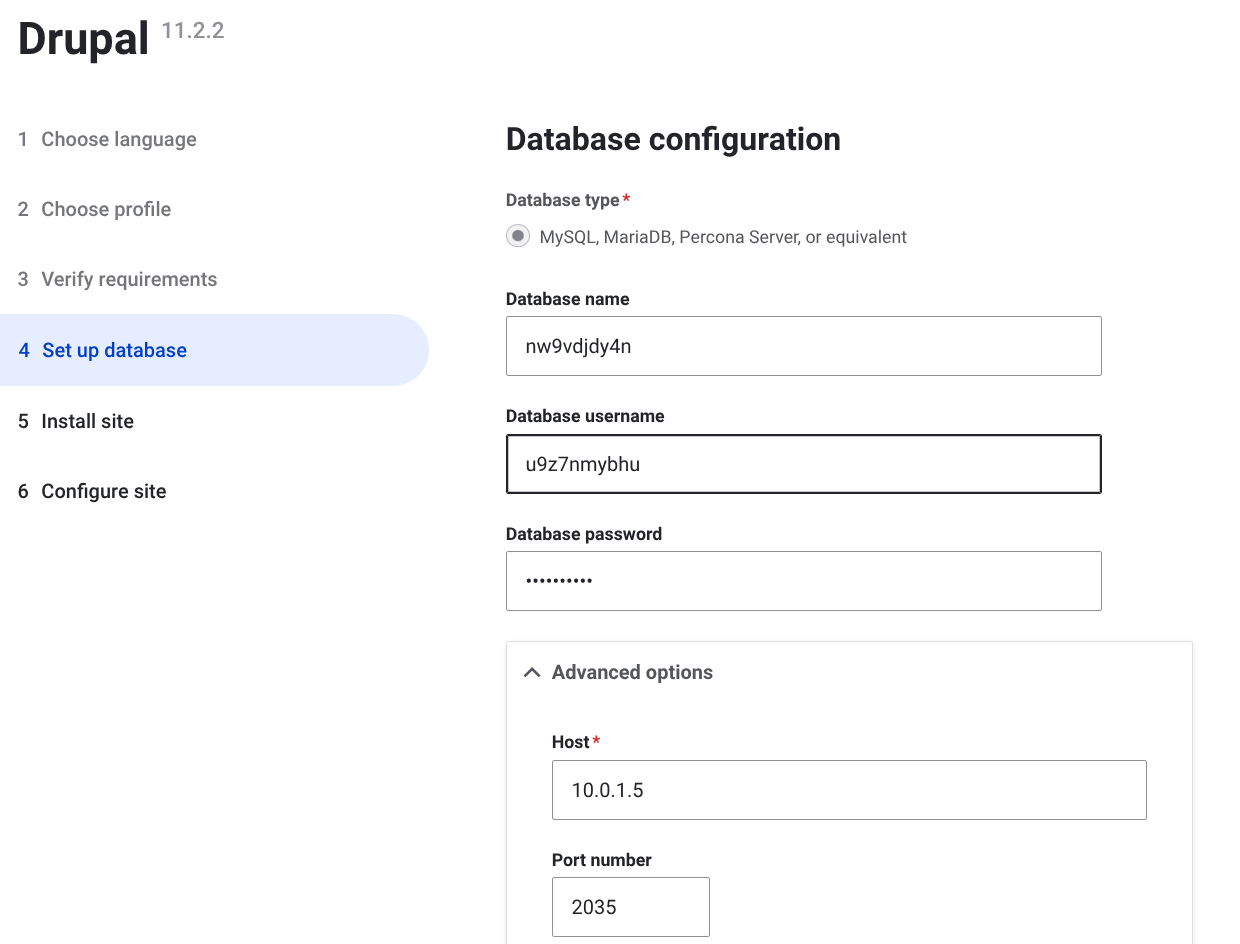 Drupal 11.2.2
1 Choose language
2 Choose profile
3 Verify requirements
4 Set up database
5 Install site
6 Configure site
Database configuration
Database type*
MySQL, MariaDB, Percona Server, or equivalent
Database name
nw9vdjdy4n
Database username
u9z7nmybhu
Database password
••••••••••
Advanced options
Host*
10.0.1.5
Port number
2035